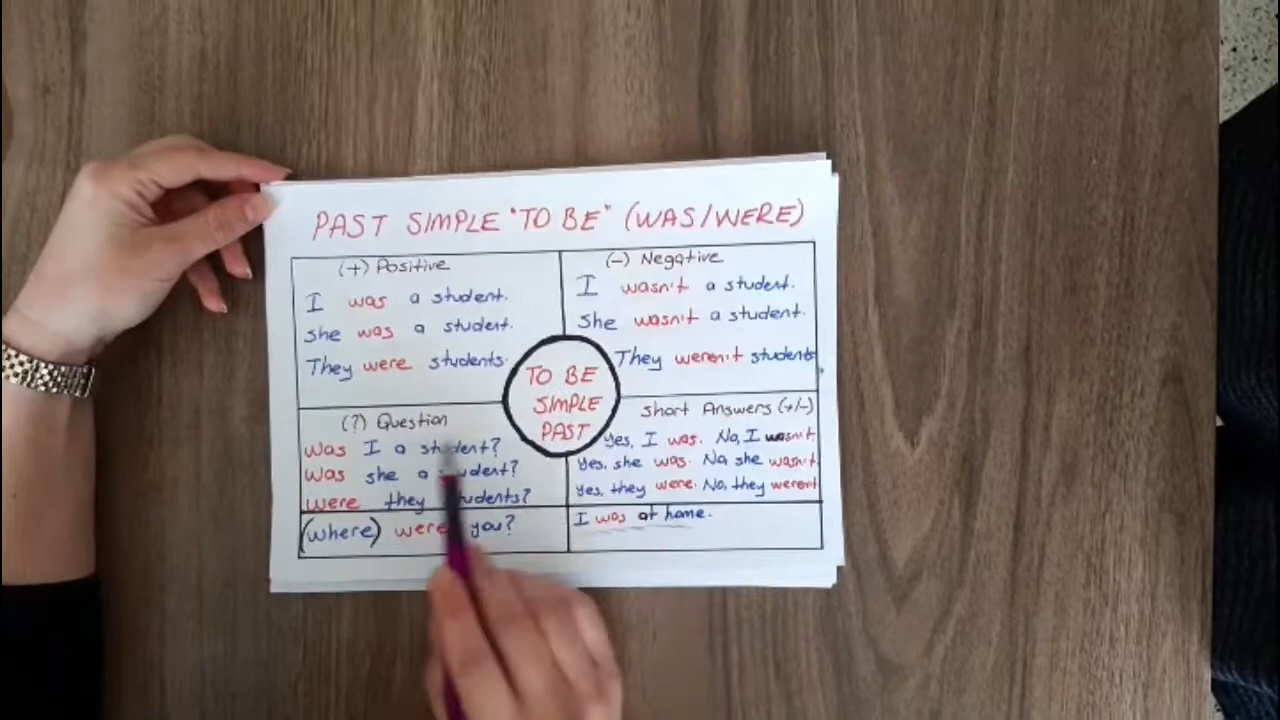 PAST SIMPLE "TO BE" (WAS/WERE)
(+) Positive
I was a student.
She was a student.
They were students.
(-) Negative
I wasn't a student.
She wasn't a student.
They weren't students.
TO BE
SIMPLE
PAST
(?) Question
Was I a student?
Was she a student?
Were they students?
(where) were you?
Short Answers (+/-)
Yes, I was. No, I wasn't.
Yes, she was. No she wasn't.
Yes, they were. No, they weren't
I was at home.